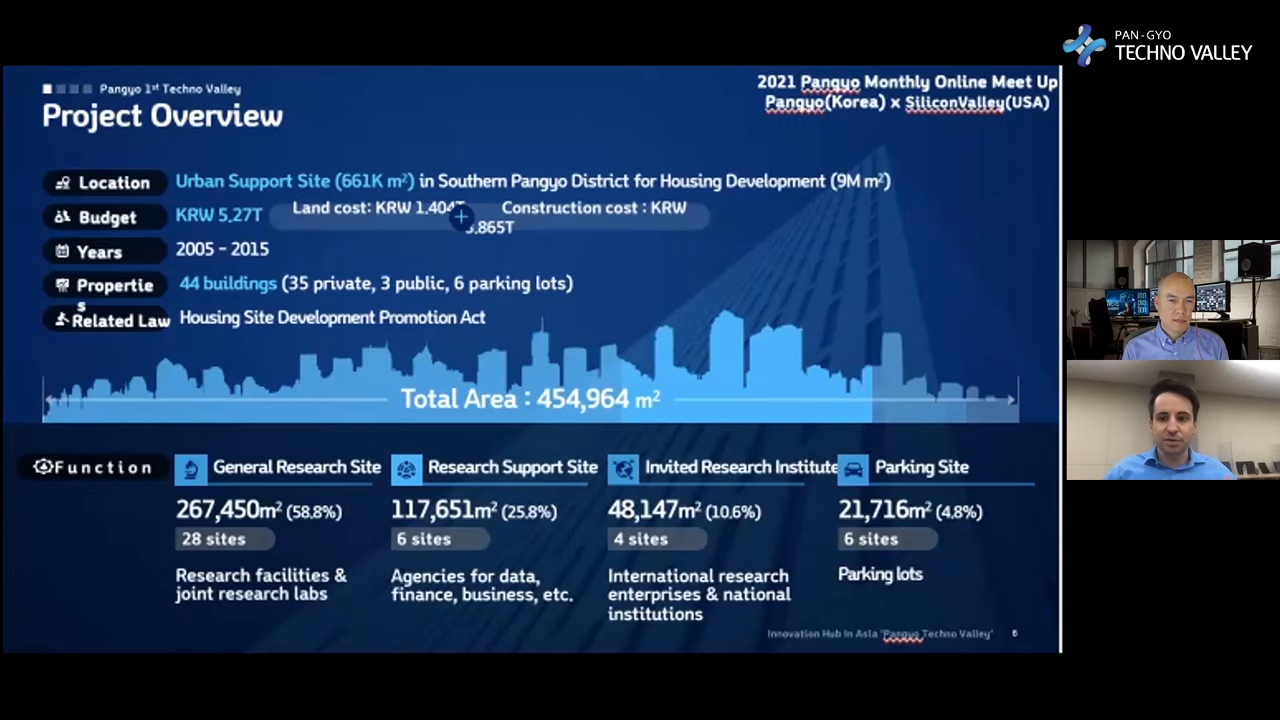 PAN-GYO
TECHNO VALLEY
Pangyo 1st Techno Valley
Project Overview
2021 Pangyo Monthly Online Meet Up
Pangyo(Korea) x SiliconValley(USA)
Location
Urban Support Site (661K m²) in Southern Pangyo District for Housing Development (9M m²)
Budget
KRW 5,27T
Land cost: KRW 1,404T
+
Construction cost : KRW
.865T
Years
2005 – 2015
Propertie
s
44 buildings (35 private, 3 public, 6 parking lots)
Related Law
Housing Site Development Promotion Act
Total Area : 454,964 m²
Function
General Research Site
267,450m² (58,8%)
28 sites
Research facilities &
joint research labs
Research Support Site
117,651m² (25.8%)
6 sites
Agencies for data,
finance, business, etc.
Invited Research Institute
48,147m² (10.6%)
4 sites
International research
enterprises & national
institutions
Parking Site
21,716m² (4.8%)
6 sites
Parking lots
Innovation Hub In Asia 'Pangyo Techno Valley'
6